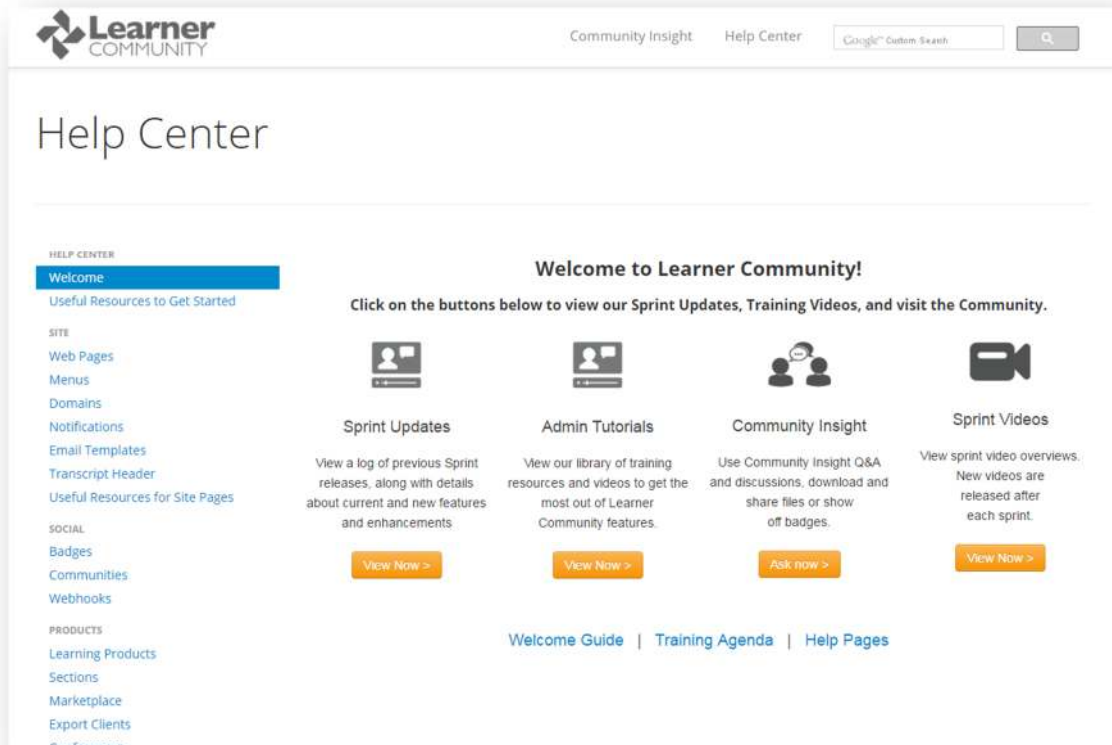 Learner
COMMUNITY
Community Insight
Help Center
Google™ Custom Search
Help Center
HELP CENTER
Welcome
Useful Resources to Get Started
SITE
Web Pages
Menus
Domains
Notifications
Email Templates
Transcript Header
Useful Resources for Site Pages
SOCIAL
Badges
Communities
Webhooks
PRODUCTS
Learning Products
Sections
Marketplace
Export Clients
Welcome to Learner Community!
Click on the buttons below to view our Sprint Updates, Training Videos, and visit the Community.
Sprint Updates
View a log of previous Sprint
releases, along with details
about current and new features
and enhancements
View Now >
Admin Tutorials
View our library of training
resources and videos to get the
most out of Learner
Community features.
View Now >
Community Insight
Use Community Insight Q&A
and discussions, download and
share files or show
off badges.
Ask now >
Sprint Videos
View sprint video overviews.
New videos are
released after
each sprint.
View Now >
Welcome Guide | Training Agenda | Help Pages